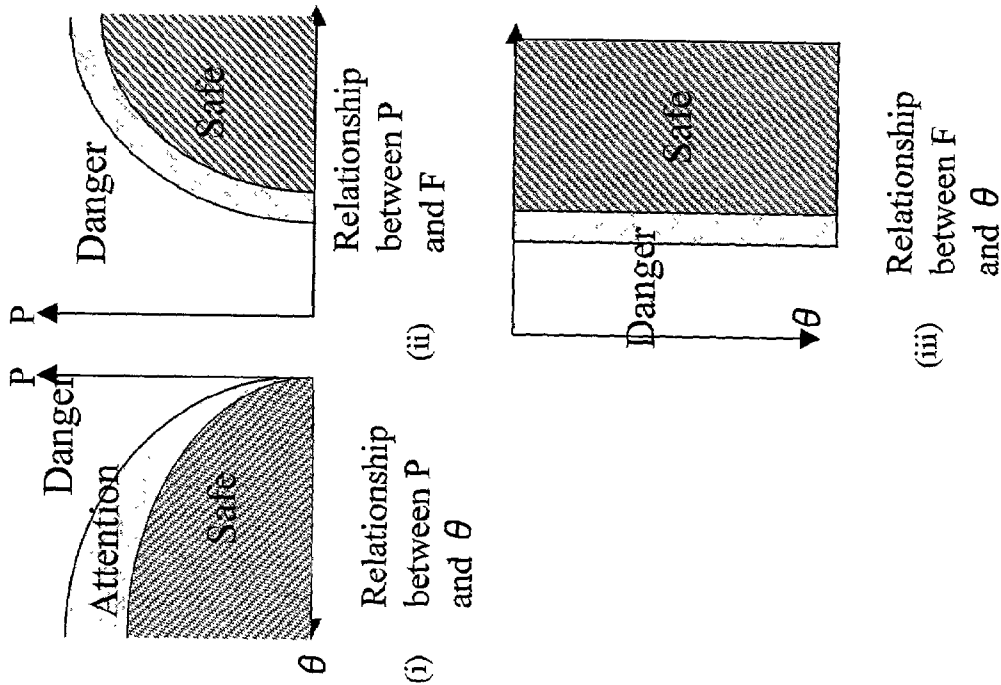 P
Danger
Attention
Safe
θ
(i)
Relationship
between P
and θ
P
Danger
Safe
(ii)
Relationship
between P
and F
Danger
Safe
θ
(iii)
Relationship
between F
and θ